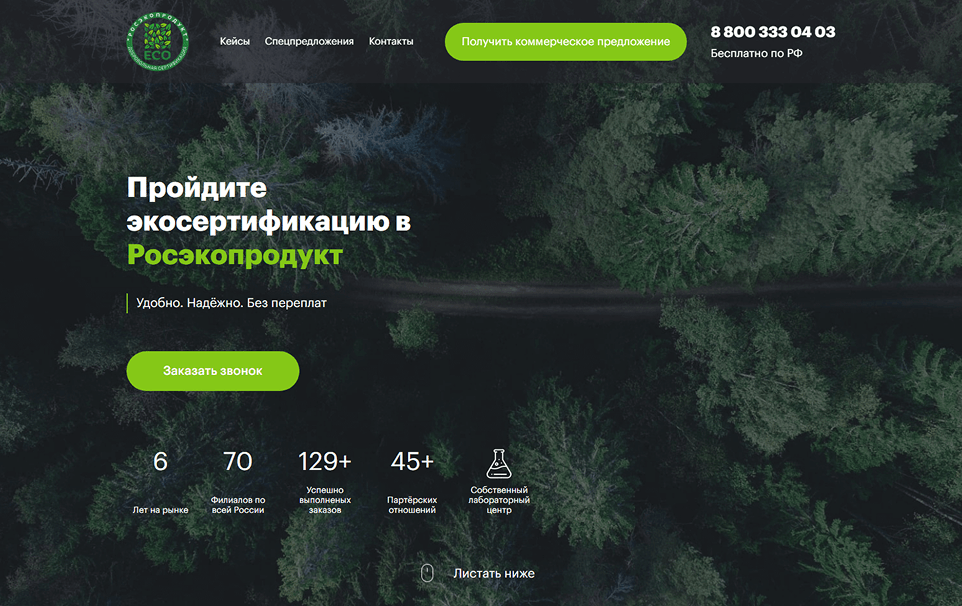 РОСЭКОПРОДУКТ
ECO
ДОБРОВОЛЬНАЯ СЕРТИФИКАЦИЯ
Кейсы Спецпредложения Контакты
Получить коммерческое предложение
8 800 333 04 03
Бесплатно по РФ
Пройдите
экосертификацию в
Росэкопродукт
Удобно. Надёжно. Без переплат
Заказать звонок
6
Лет на рынке
70
Филиалов по
всей России
129+
Успешно
выполненых
заказов
45+
Партёрских
отношений
Собственный
лабораторный
центр
Листать ниже